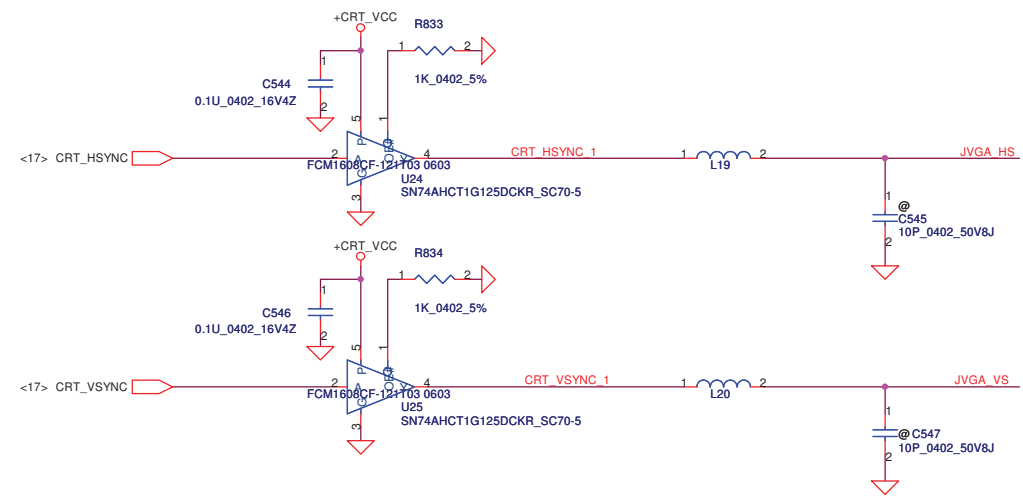 +CRT_VCC
R833
1 2
1K_0402_5%
1
C544
0.1U_0402_16V4Z
2
5
1
<17> CRT_HSYNC
2
P
OE#
A
Y
G
4
CRT_HSYNC_1
1 2
L19
JVGA_HS
FCM1608CF-121T03 0603
U24
SN74AHCT1G125DCKR_SC70-5
3
1
@
C545
10P_0402_50V8J
2
+CRT_VCC
R834
1 2
1K_0402_5%
1
C546
0.1U_0402_16V4Z
2
5
1
<17> CRT_VSYNC
2
P
OE#
A
Y
G
4
CRT_VSYNC_1
1 2
L20
JVGA_VS
FCM1608CF-121T03 0603
U25
SN74AHCT1G125DCKR_SC70-5
3
1
@ C547
10P_0402_50V8J
2